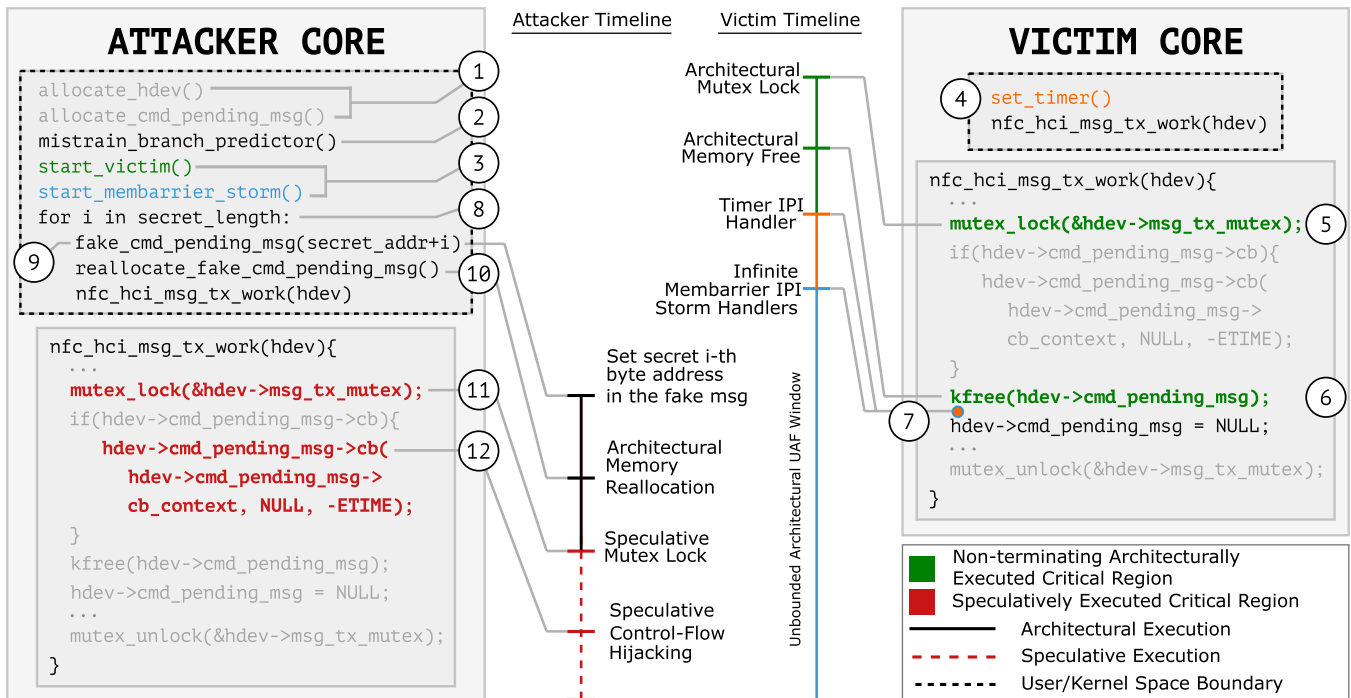 ATTACKER CORE
1
allocate_hdev()
allocate_cmd_pending_msg()
2
mistrain_branch_predictor()
3
start_victim()
start_membarrier_storm()
8
for i in secret_length:
9
fake_cmd_pending_msg(secret_addr+i)
10
reallocate_fake_cmd_pending_msg()
nfc_hci_msg_tx_work(hdev)
nfc_hci_msg_tx_work(hdev){
...
mutex_lock(&hdev->msg_tx_mutex);
11
if(hdev->cmd_pending_msg->cb){
hdev->cmd_pending_msg->cb(
12
hdev->cmd_pending_msg->
cb_context, NULL, -ETIME);
}
kfree(hdev->cmd_pending_msg);
hdev->cmd_pending_msg = NULL;
...
mutex_unlock(&hdev->msg_tx_mutex);
}
Attacker Timeline
Set secret i-th
byte address
in the fake msg
Architectural
Memory
Reallocation
Speculative
Mutex Lock
Speculative
Control-Flow
Hijacking
Victim Timeline
Architectural
Mutex Lock
Architectural
Memory Free
Timer IPI
Handler
Infinite
Membarrier IPI
Storm Handlers
Unbounded Architectural UAF Window
VICTIM CORE
4
set_timer()
nfc_hci_msg_tx_work(hdev)
nfc_hci_msg_tx_work(hdev){
...
mutex_lock(&hdev->msg_tx_mutex);
5
if(hdev->cmd_pending_msg->cb){
hdev->cmd_pending_msg->cb(
hdev->cmd_pending_msg->
cb_context, NULL, -ETIME);
}
kfree(hdev->cmd_pending_msg);
6
7
hdev->cmd_pending_msg = NULL;
...
mutex_unlock(&hdev->msg_tx_mutex);
}
Non-terminating Architecturally
Executed Critical Region
Speculatively Executed Critical Region
Architectural Execution
Speculative Execution
User/Kernel Space Boundary